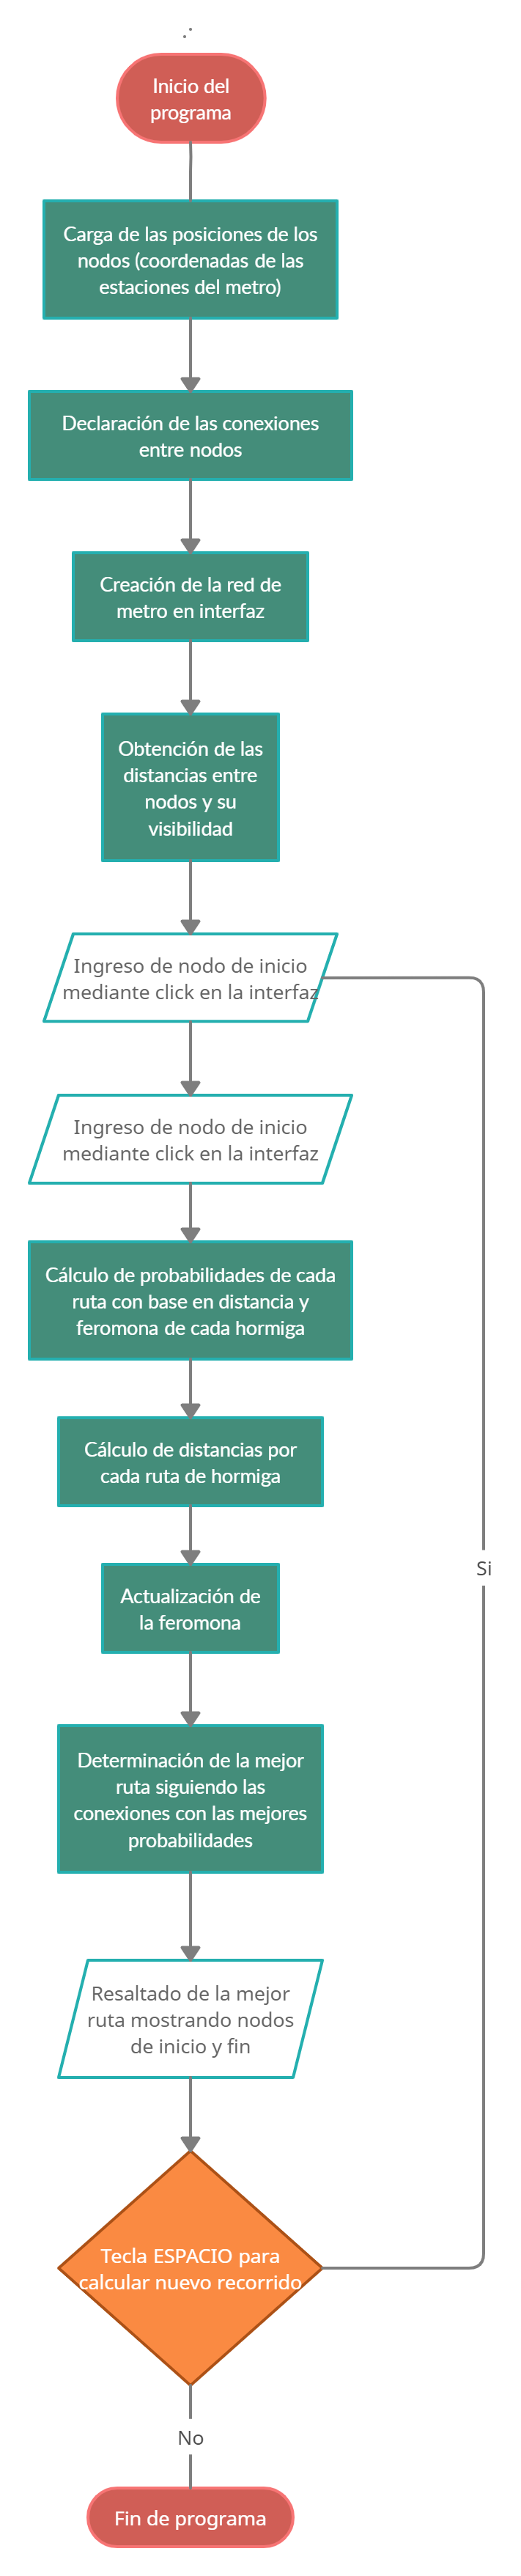 Inicio del
programa
Carga de las posiciones de los
nodos (coordenadas de las
estaciones del metro)
Declaración de las conexiones
entre nodos
Creación de la red de
metro en interfaz
Obtención de las
distancias entre
nodos y su
visibilidad
Ingreso de nodo de inicio
mediante click en la interfaz
Ingreso de nodo de inicio
mediante click en la interfaz
Cálculo de probabilidades de cada
ruta con base en distancia y
feromona de cada hormiga
Cálculo de distancias por
cada ruta de hormiga
Si
Actualización de
la feromona
Determinación de la mejor
ruta siguiendo las
conexiones con las mejores
probabilidades
Resaltado de la mejor
ruta mostrando nodos
de inicio y fin
Tecla ESPACIO para
calcular nuevo recorrido
No
Fin de programa